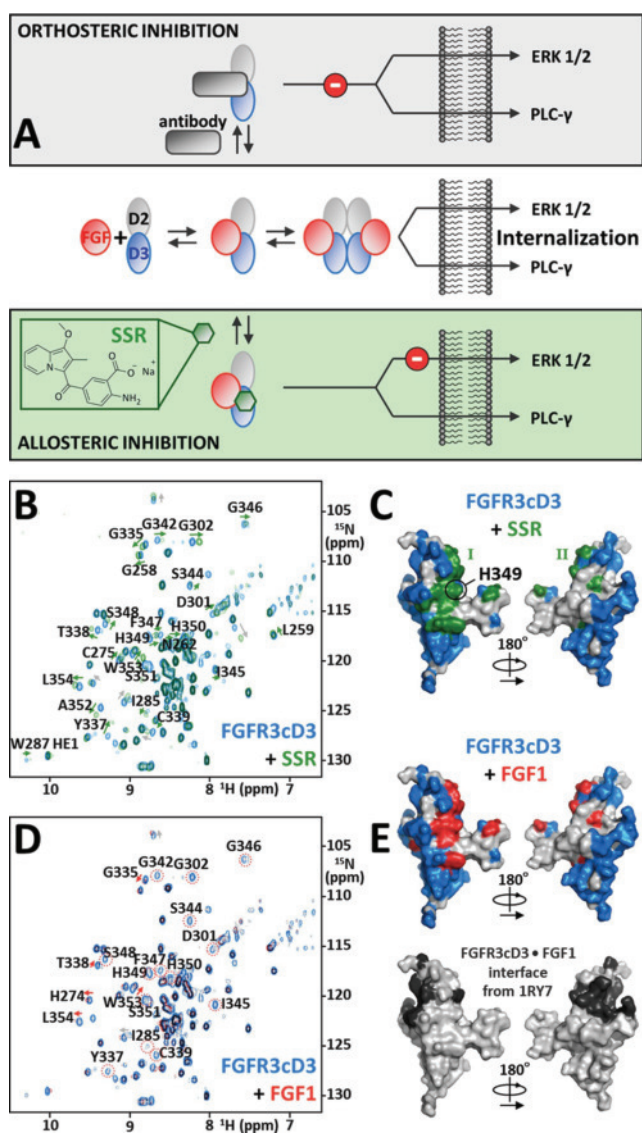 ORTHOSTERIC INHIBITION
A
antibody
ERK 1/2
PLC-γ
FGF
+
D2
D3
ERK 1/2
Internalization
PLC-γ
SSR
O
O
O⁻
Na⁺
NH₂
N
O
ERK 1/2
PLC-γ
ALLOSTERIC INHIBITION
B
G346
105
¹⁵N
(ppm)
G342
G302
G335
G258
110
S344
D301
S348
F347
115
T338
H349
H350
N262
L259
C275
W353
S351
120
L354
I345
A352
I285
125
Y337
C339
W287 HE1
FGFR3cD3
+ SSR
130
10
9
8
7
¹H (ppm)
C
FGFR3cD3
+ SSR
I
II
H349
180°
D
G346
105
¹⁵N
(ppm)
G342
G302
G335
110
S344
D301
S348
F347
115
T338
H349
H350
H274
W353
S351
120
L354
I345
I285
125
Y337
C339
FGFR3cD3
+ FGF1
130
10
9
8
7
¹H (ppm)
FGFR3cD3
+ FGF1
E
180°
FGFR3cD3 • FGF1
interface
from 1RY7
180°